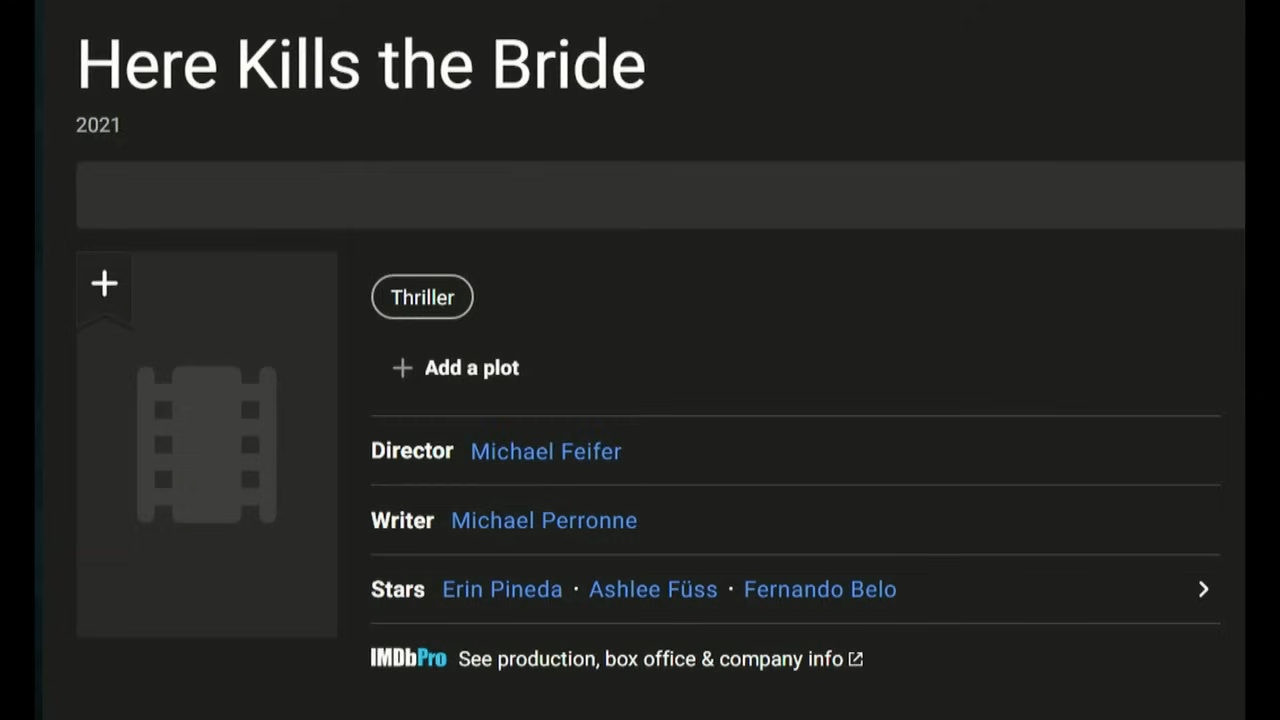 Here Kills the Bride
2021
Thriller
Add a plot
Director Michael Feifer
Writer Michael Perronne
Stars Erin Pineda · Ashlee Füss · Fernando Belo
IMDbPro See production, box office & company info